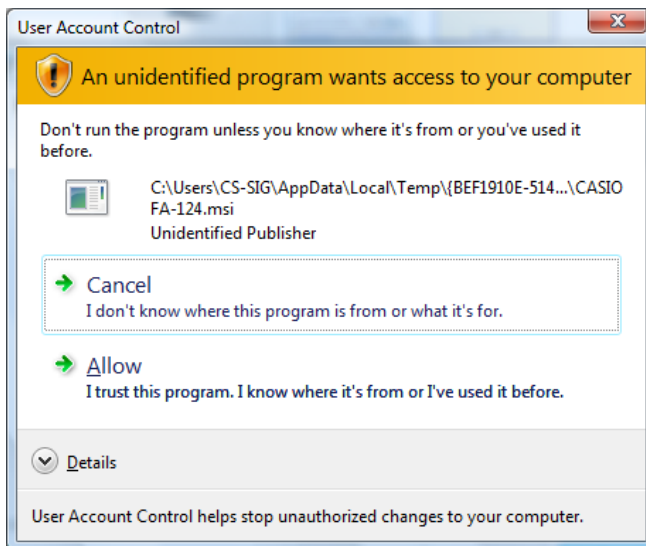 User Account Control
An unidentified program wants access to your computer
Don't run the program unless you know where it's from or you've used it
before.
C:\Users\CS-SIG\AppData\Local\Temp\{BEF1910E-514...\CASIO
FA-124.msi
Unidentified Publisher
Cancel
I don't know where this program is from or what it's for.
Allow
I trust this program. I know where it's from or I've used it before.
Details
User Account Control helps stop unauthorized changes to your computer.